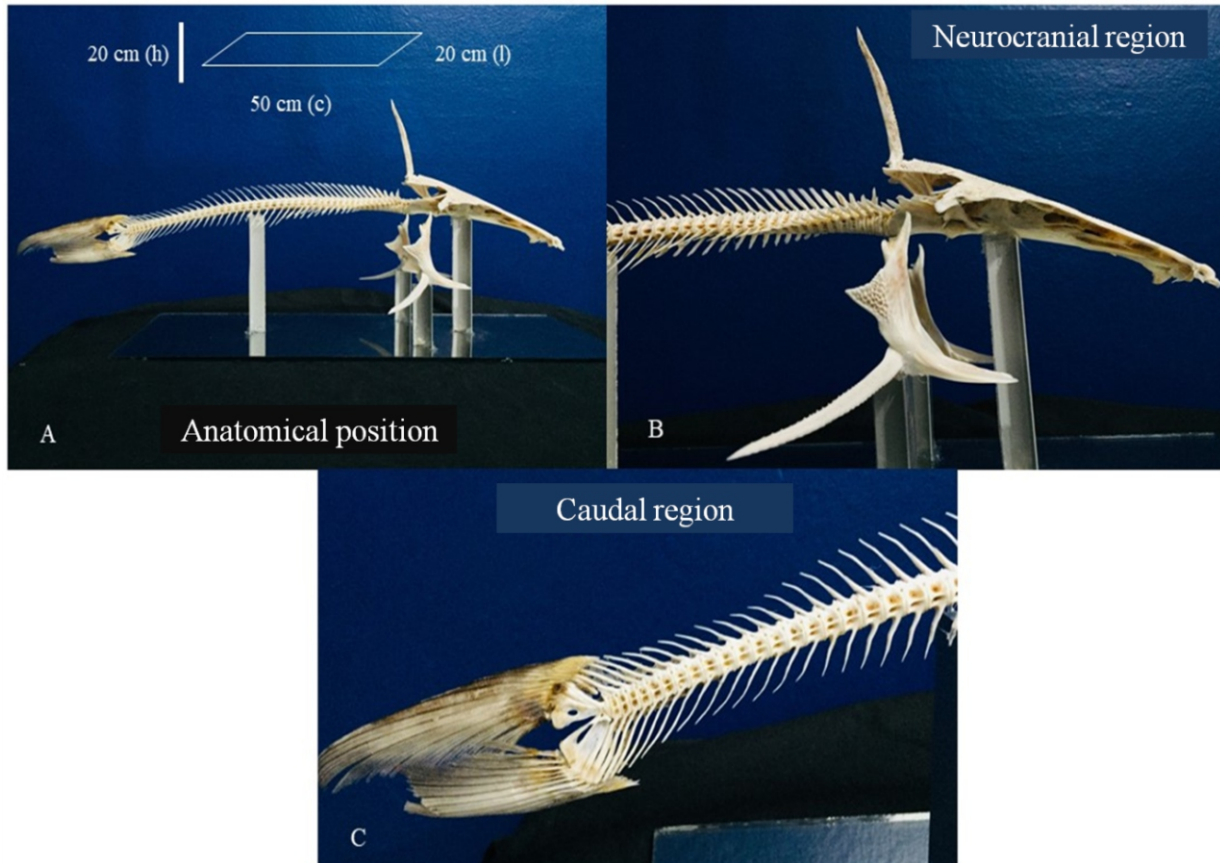 20 cm (h)
20 cm (l)
50 cm (c)
A
Anatomical position
Neurocranial region
B
Caudal region
C